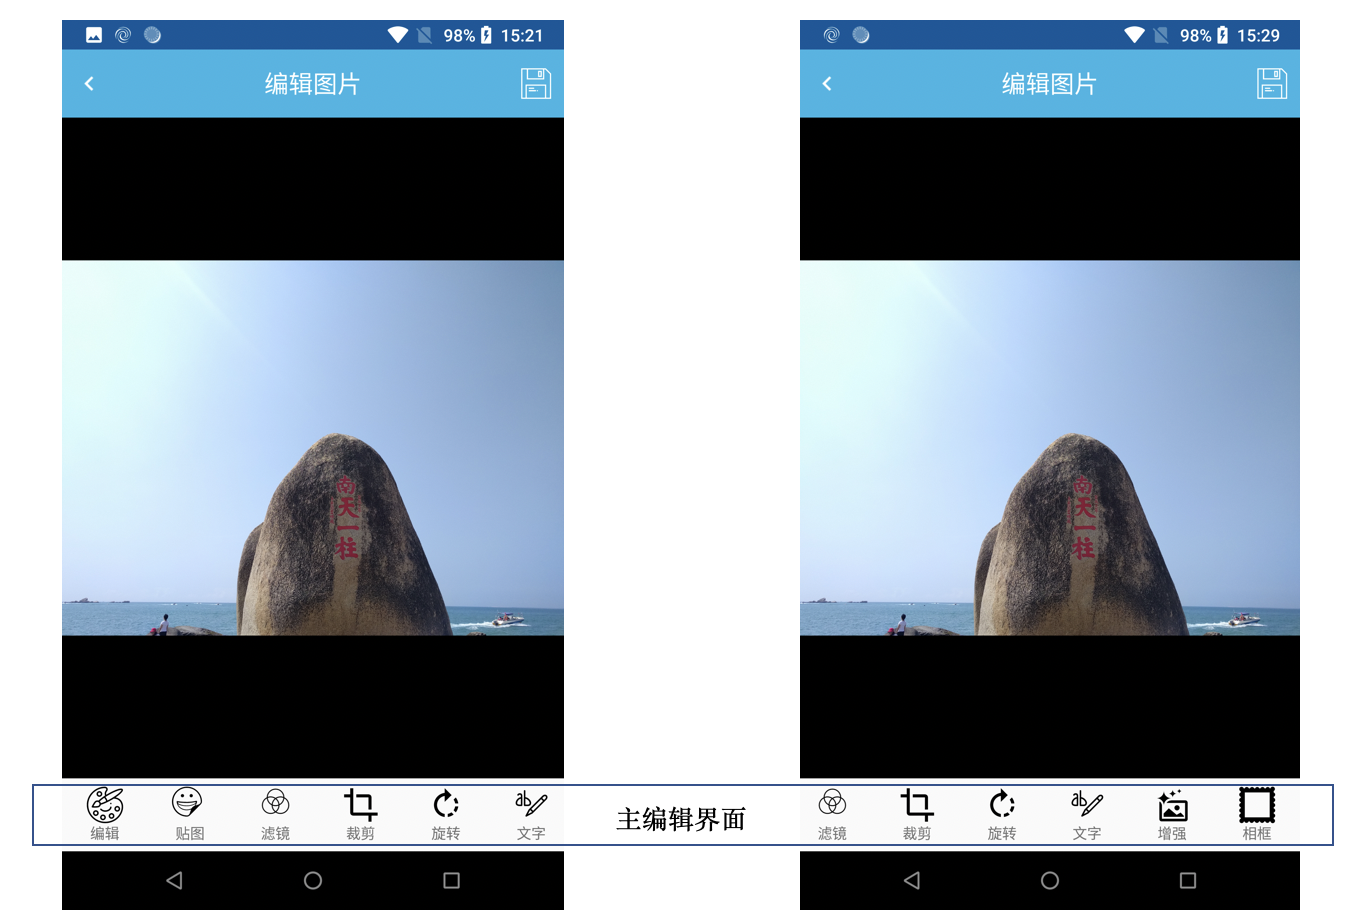 98% 15:21
编辑图片
南天一柱
编辑 贴图 滤镜 裁剪 旋转 文字
主编辑界面
98% 15:29
编辑图片
南天一柱
滤镜 裁剪 旋转 文字 增强 相框